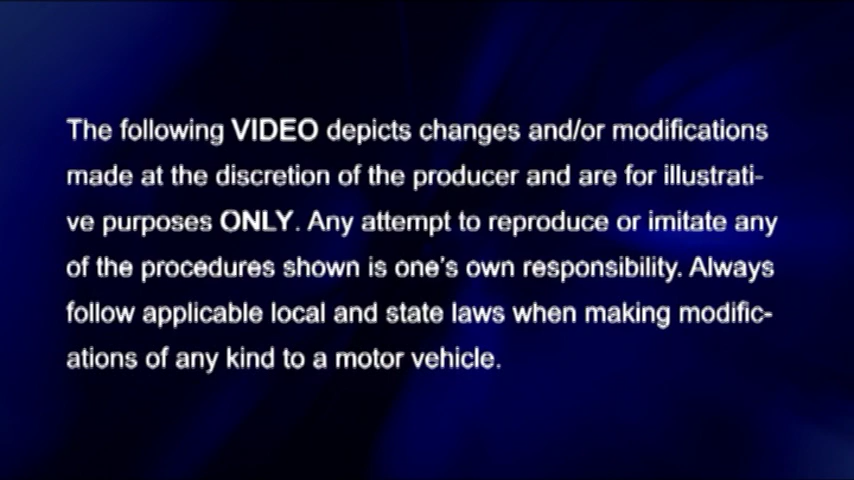 The following VIDEO depicts changes and/or modifications
made at the discretion of the producer and are for illustrati-
ve purposes ONLY. Any attempt to reproduce or imitate any
of the procedures shown is one's own responsibility. Always
follow applicable local and state laws when making modific-
ations of any kind to a motor vehicle.